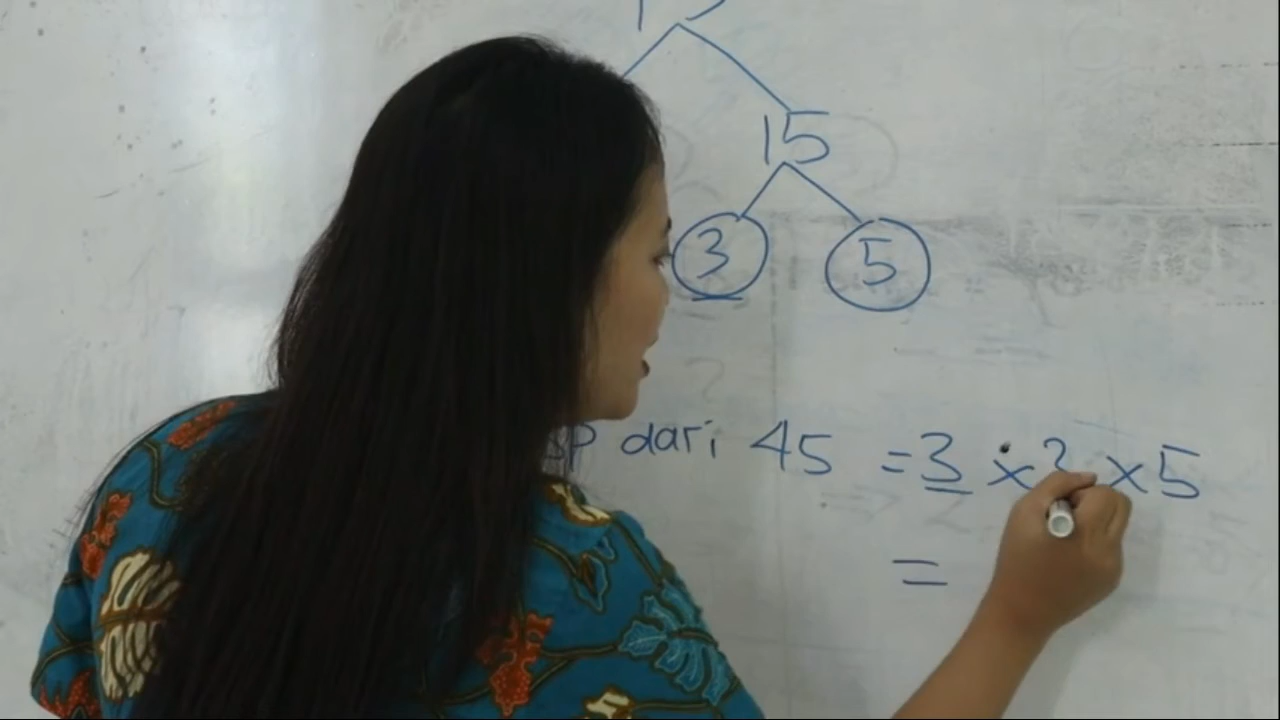 15
3 5
dari 45 = 3 x 3 x 5
=